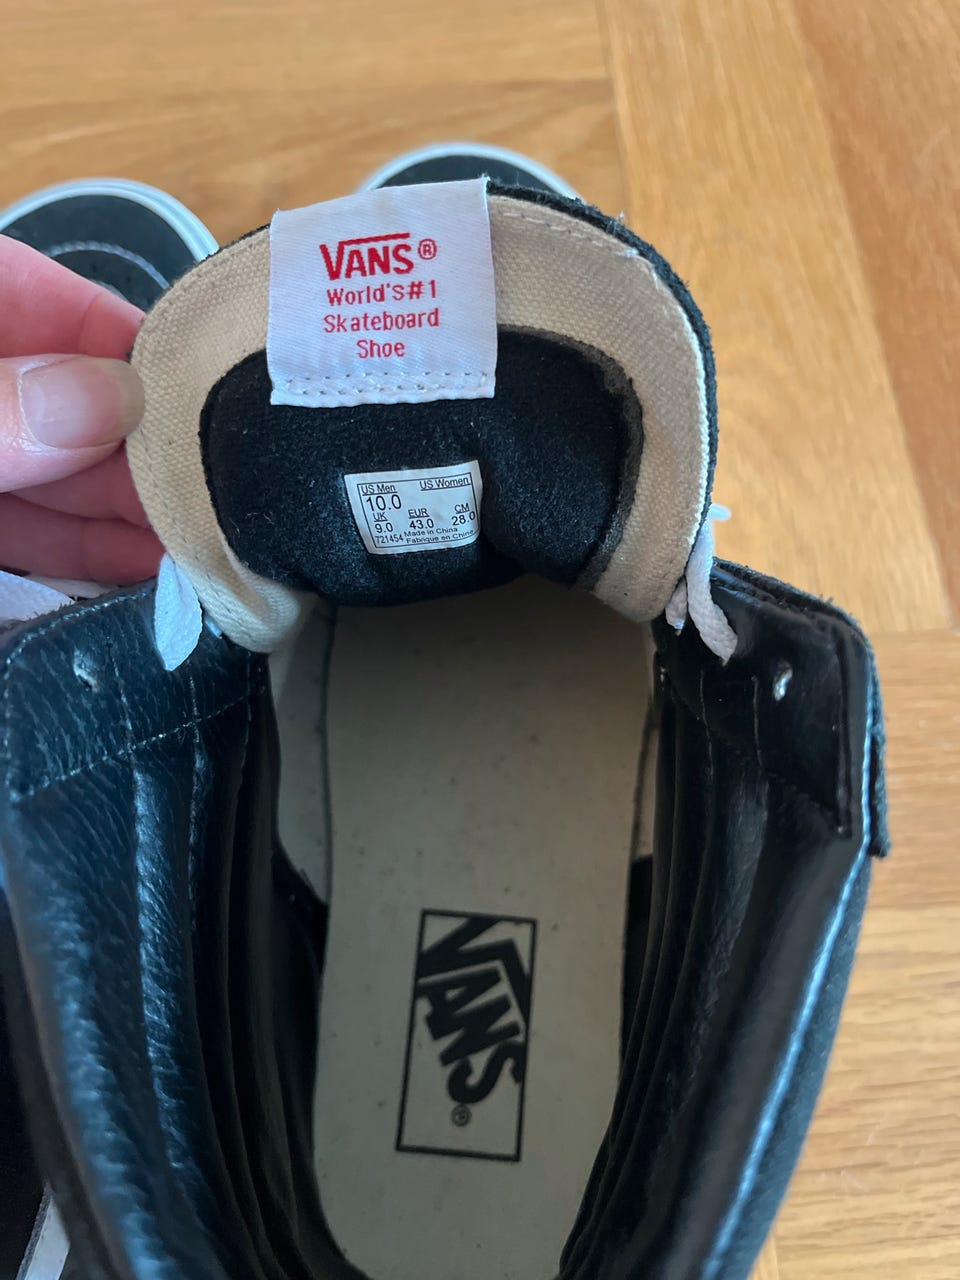 VANS®
World's#1
Skateboard
Shoe
US Men US Women
10.0
UK EUR CM
9.0 43.0 28.0
721454 Made in China
Fabriqué en Chine
VANS®